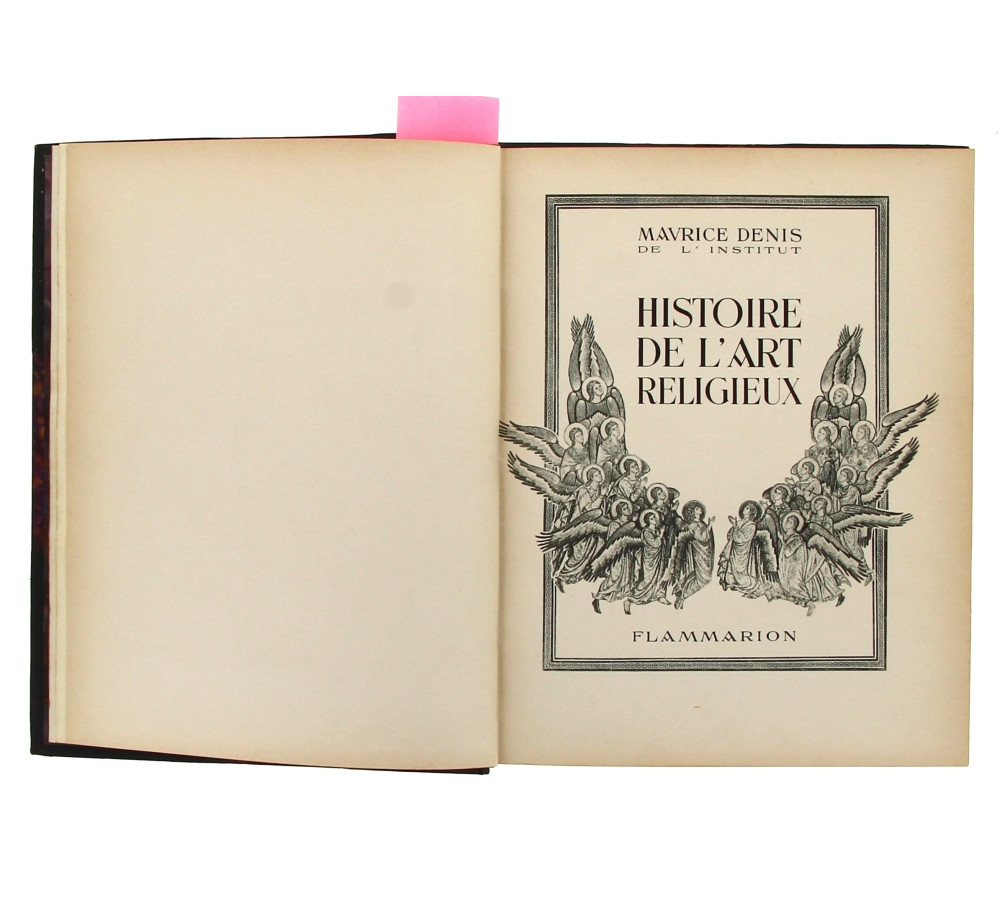 MAVRICE DENIS
DE L' INSTITUT
HISTOIRE
DE L'ART
RELIGIEUX
FLAMMARION